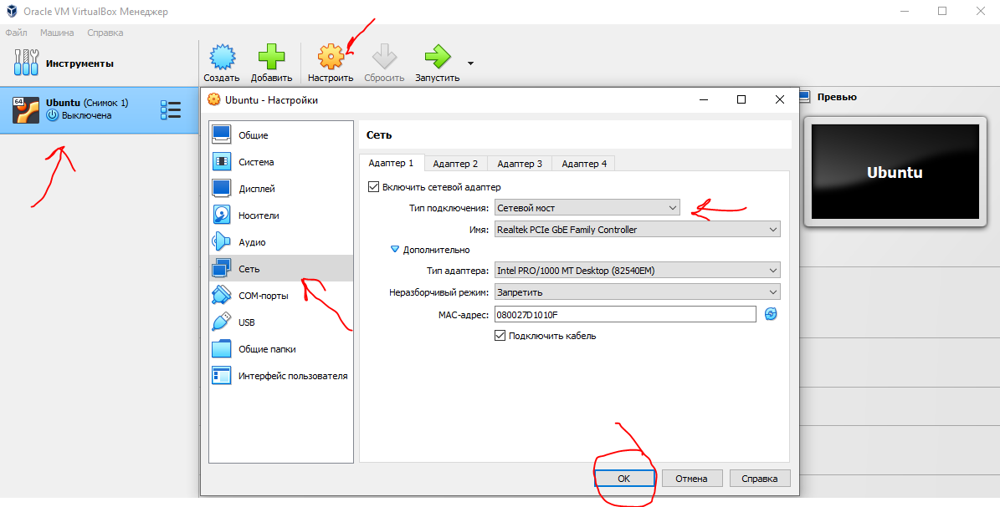 Oracle VM VirtualBox Менеджер
Файл Машина Справка
Инструменты
Создать Добавить Настроить Сбросить Запустить
64
Ubuntu (Снимок 1)
Выключена
Ubuntu - Настройки
Превью
Ubuntu
Общие
Система
Дисплей
Носители
Аудио
Сеть
COM-порты
USB
Общие папки
Интерфейс пользователя
Сеть
Адаптер 1 Адаптер 2 Адаптер 3 Адаптер 4
Включить сетевой адаптер
Тип подключения: Сетевой мост
Имя: Realtek PCIe GbE Family Controller
Дополнительно
Тип адаптера: Intel PRO/1000 MT Desktop (82540EM)
Неразборчивый режим: Запретить
MAC-адрес: 080027D1010F
Подключить кабель
OK Отмена Справка